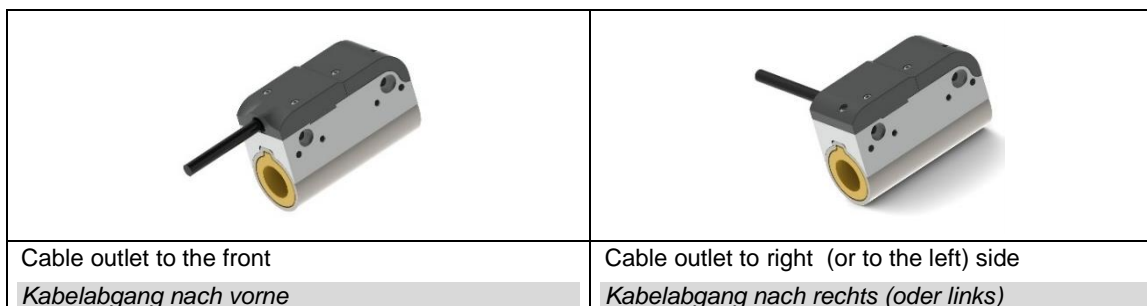 Cable outlet to the front
Kabelabgang nach vorne
Cable outlet to right  (or to the left) side
Kabelabgang nach rechts (oder links)